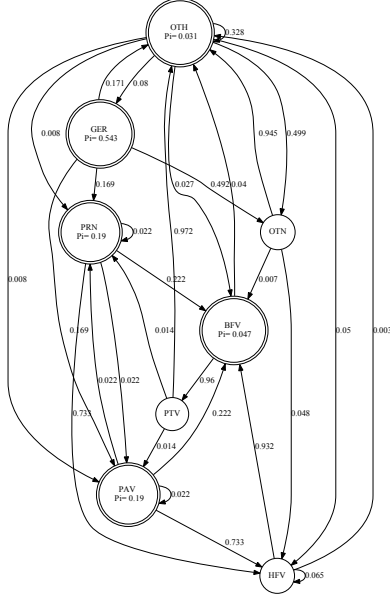 OTH
Pi= 0.031
0.328
0.171
0.08
GER
Pi= 0.543
0.008
0.945
0.499
0.169
0.027
0.492
0.04
PRN
Pi= 0.19
0.022
OTN
0.972
0.008
0.222
0.007
BFV
Pi= 0.047
0.169
0.014
0.05
0.003
0.022
0.022
0.96
0.733
PTV
0.222
0.048
0.014
0.932
PAV
Pi= 0.19
0.022
0.733
HFV
0.065